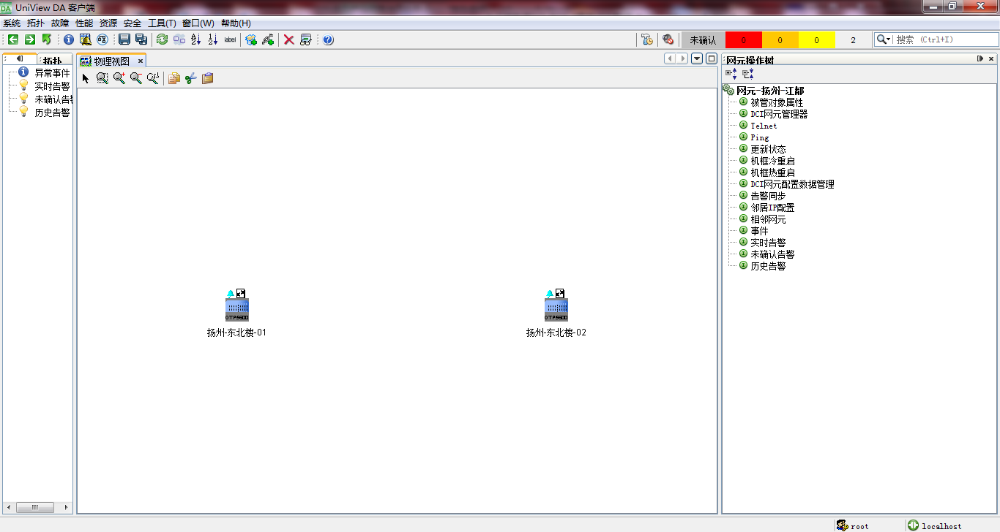 DA UniView DA 客户端
系统 拓扑 故障 性能 资源 安全 工具(T) 窗口(W) 帮助(H)
label 未确认 0 0 0 2 搜索 (Ctrl+I)
拓扑
异常事件
实时告警
未确认告警
历史告警
物理视图
OTPS600
扬州-东北楼-01
OTPS600
扬州-东北楼-02
网元操作树
网元-扬州-江都
被管对象属性
DCI网元管理器
Telnet
Ping
更新状态
机框冷重启
机框热重启
DCI网元配置数据管理
告警同步
邻居IP配置
相邻网元
事件
实时告警
未确认告警
历史告警
root localhost